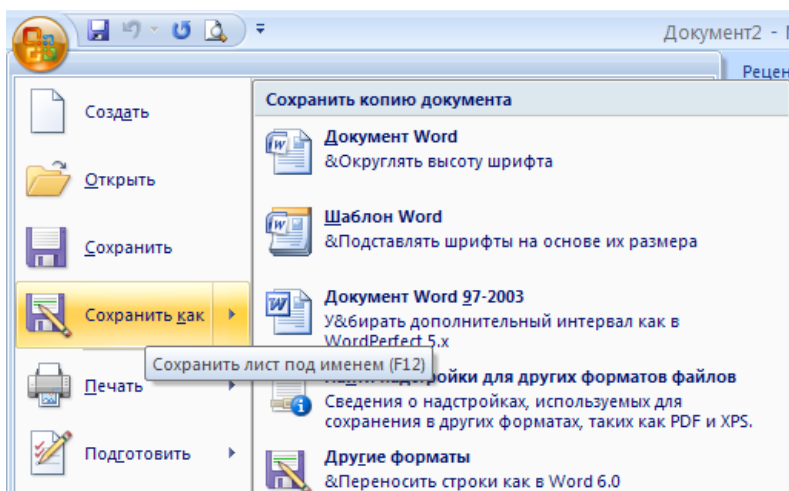 Документ2 -
Рецен
Создать
Открыть
Сохранить
Сохранить как
Печать
Подготовить
Сохранить копию документа
Документ Word
&Округлять высоту шрифта
Шаблон Word
&Подставлять шрифты на основе их размера
Документ Word 97-2003
У&бирать дополнительный интервал как в
WordPerfect 5.x
Сохранить лист под именем (F12)
для других форматов файлов
Сведения о надстройках, используемых для
сохранения в других форматах, таких как PDF и XPS.
Другие форматы
&Переносить строки как в Word 6.0